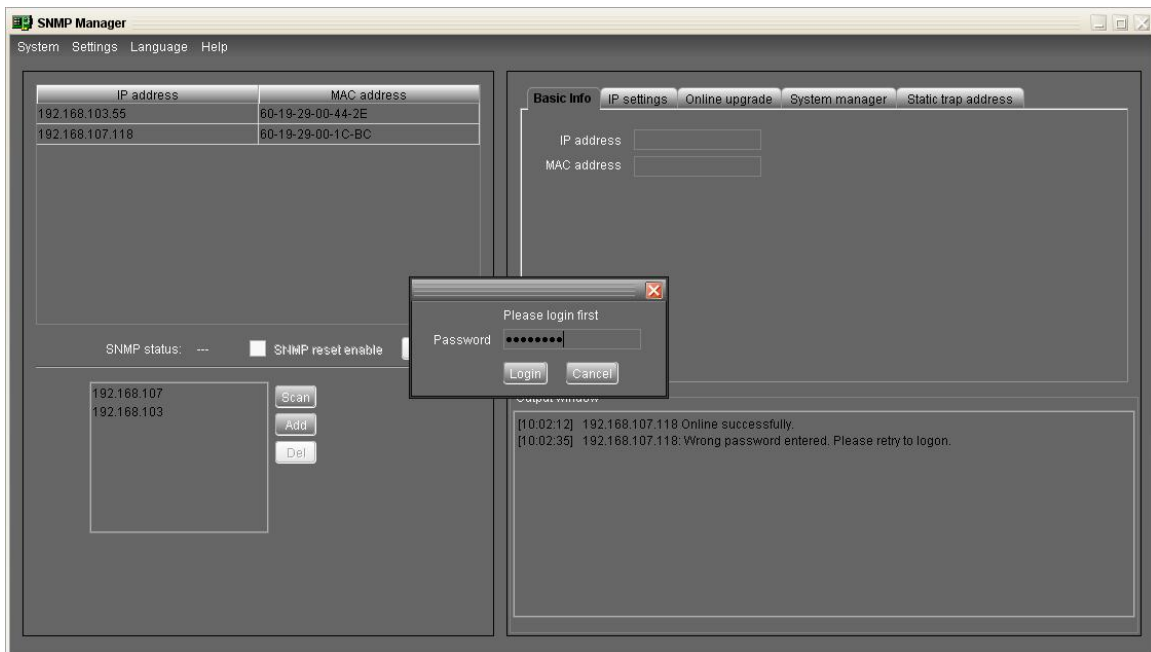 SNMP Manager
System Settings Language Help
IP address MAC address
192.168.103.55 60-19-29-00-44-2E
192.168.107.118 60-19-29-00-1C-BC
SNMP status: --- SNMP reset enable
192.168.107
192.168.103
Scan
Add
Del
Basic Info IP settings Online upgrade System manager Static trap address
IP address
MAC address
Please login first
Password ••••••••
Login Cancel
Output window
[10:02:12] 192.168.107.118 Online successfully.
[10:02:35] 192.168.107.118: Wrong password entered. Please retry to logon.